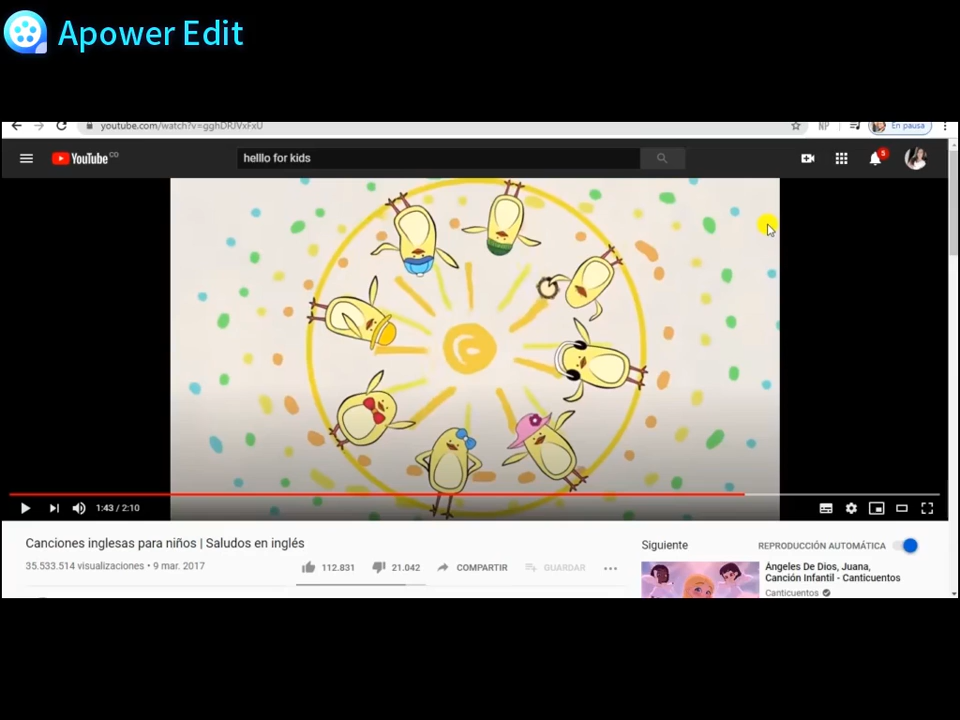 Apower Edit
youtube.com/watch?v=gghDRJVxFxU
NP
En pausa
YouTube CO
helllo for kids
5
1:43 / 2:10
Canciones inglesas para niños | Saludos en inglés
35.533.514 visualizaciones • 9 mar. 2017
112.831
21.042
COMPARTIR
GUARDAR
Siguiente
REPRODUCCIÓN AUTOMÁTICA
Ángeles De Dios, Juana,
Canción Infantil - Canticuentos
Canticuentos